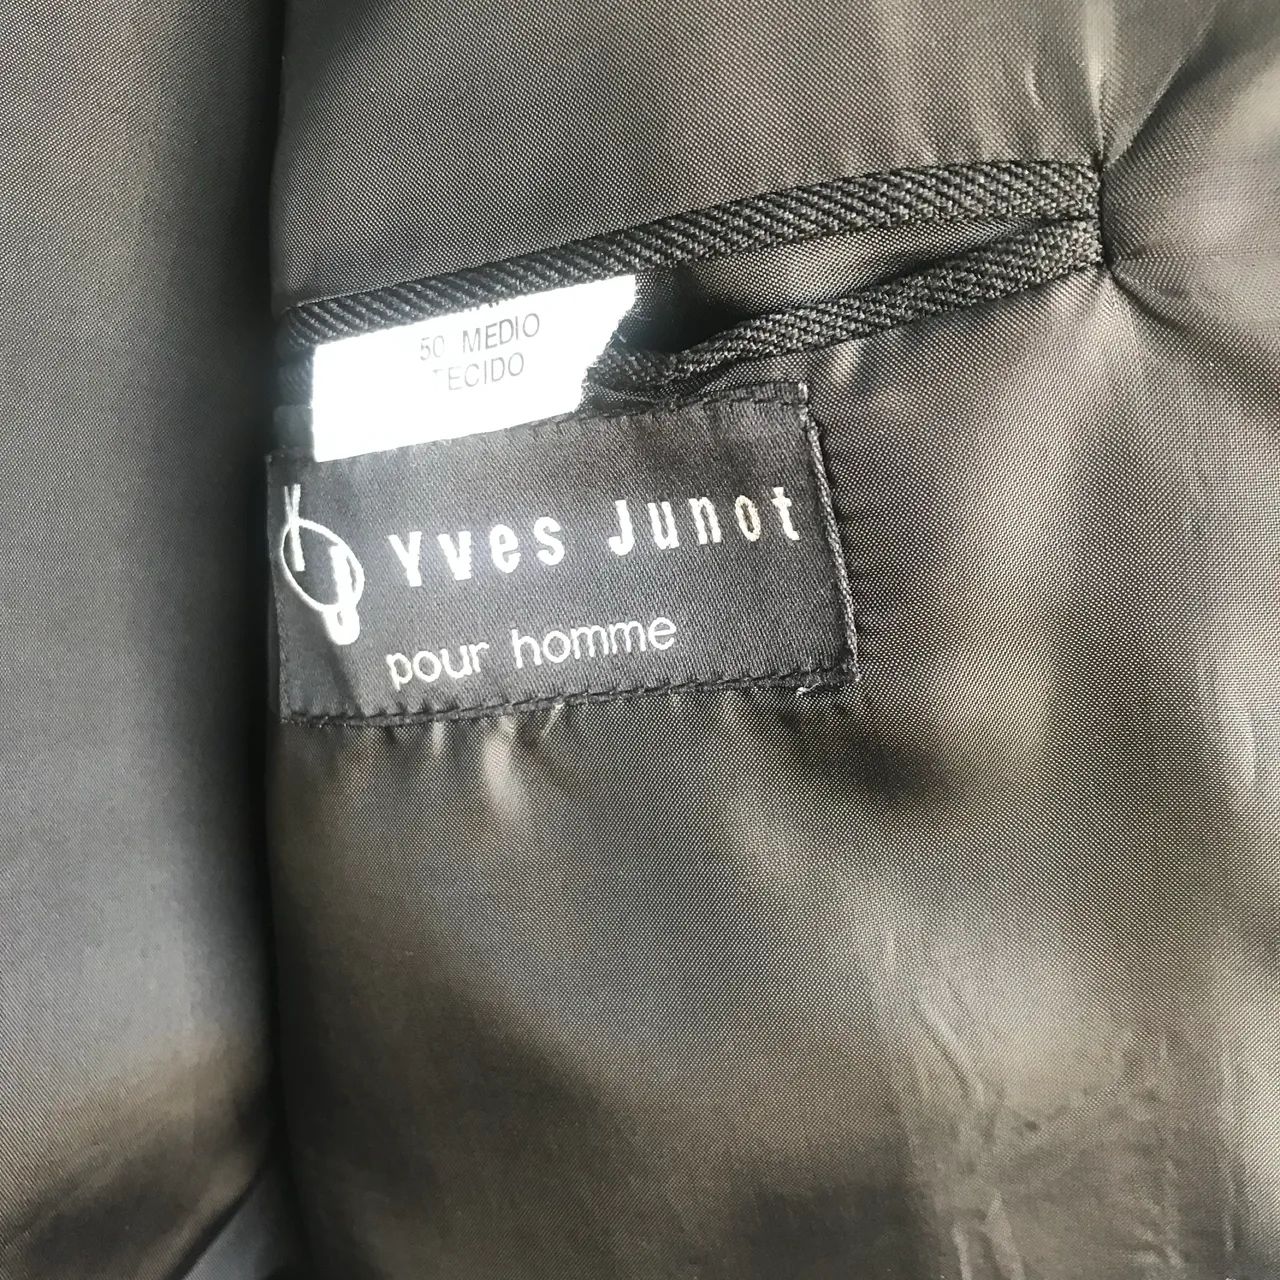 50 MEDIO
TECIDO
Yves Junot
pour homme